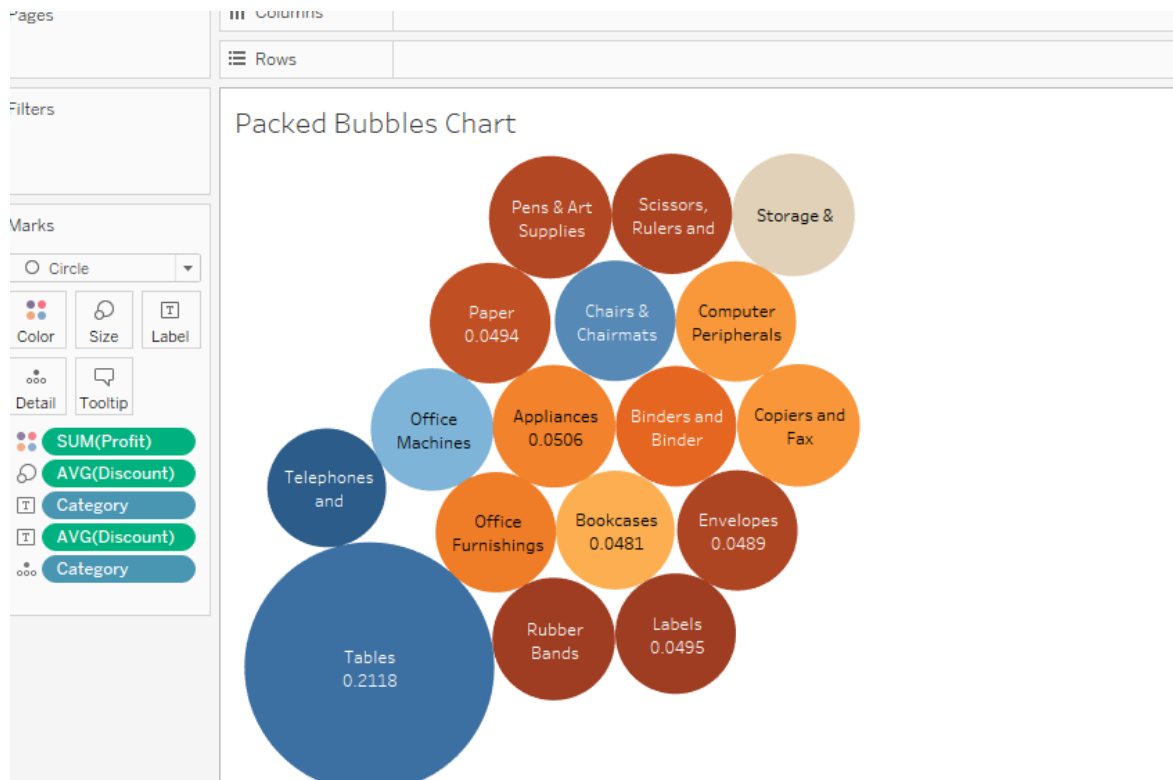 Pages
Columns
Rows
Filters
Packed Bubbles Chart
Marks
Circle
Color
Size
Label
Detail
Tooltip
SUM(Profit)
AVG(Discount)
Category
AVG(Discount)
Category
Pens & Art
Supplies
Scissors,
Rulers and
Storage &
Paper
0.0494
Chairs &
Chairmats
Computer
Peripherals
Office
Machines
Appliances
0.0506
Binders and
Binder
Copiers and
Fax
Telephones
and
Office
Furnishings
Bookcases
0.0481
Envelopes
0.0489
Tables
0.2118
Rubber
Bands
Labels
0.0495